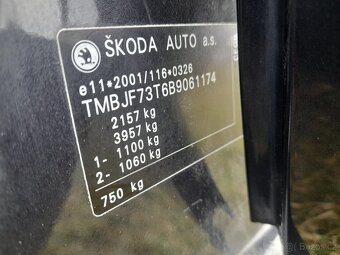 ŠKODA AUTO a.s.
e11*2001/116*0326
TMBJF73T6B9061174
2157 kg
3957 kg
1- 1100 kg
2- 1060 kg
750 kg